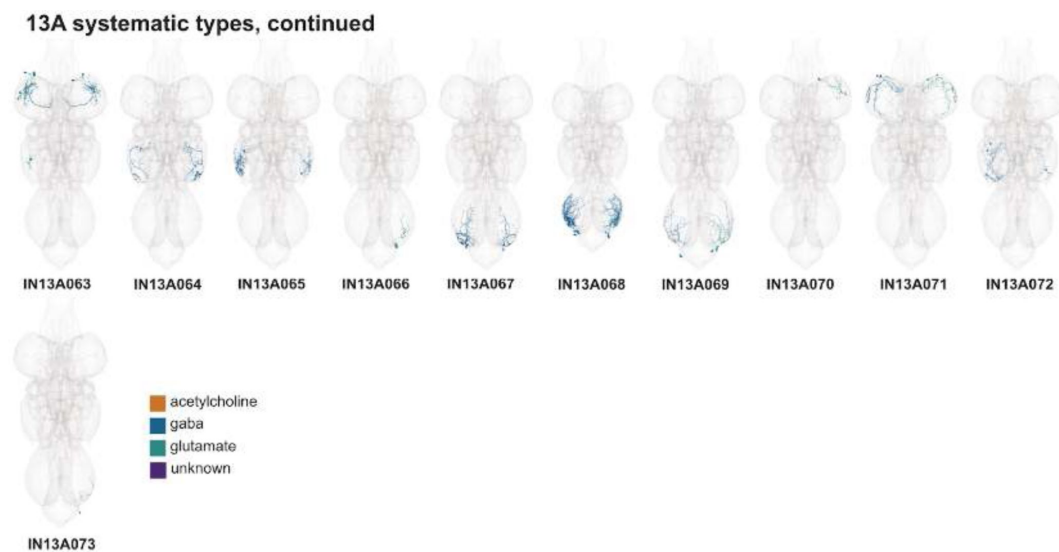 13A systematic types, continued
IN13A063 IN13A064 IN13A065 IN13A066 IN13A067 IN13A068 IN13A069 IN13A070 IN13A071 IN13A072
acetylcholine
gaba
glutamate
unknown
IN13A073